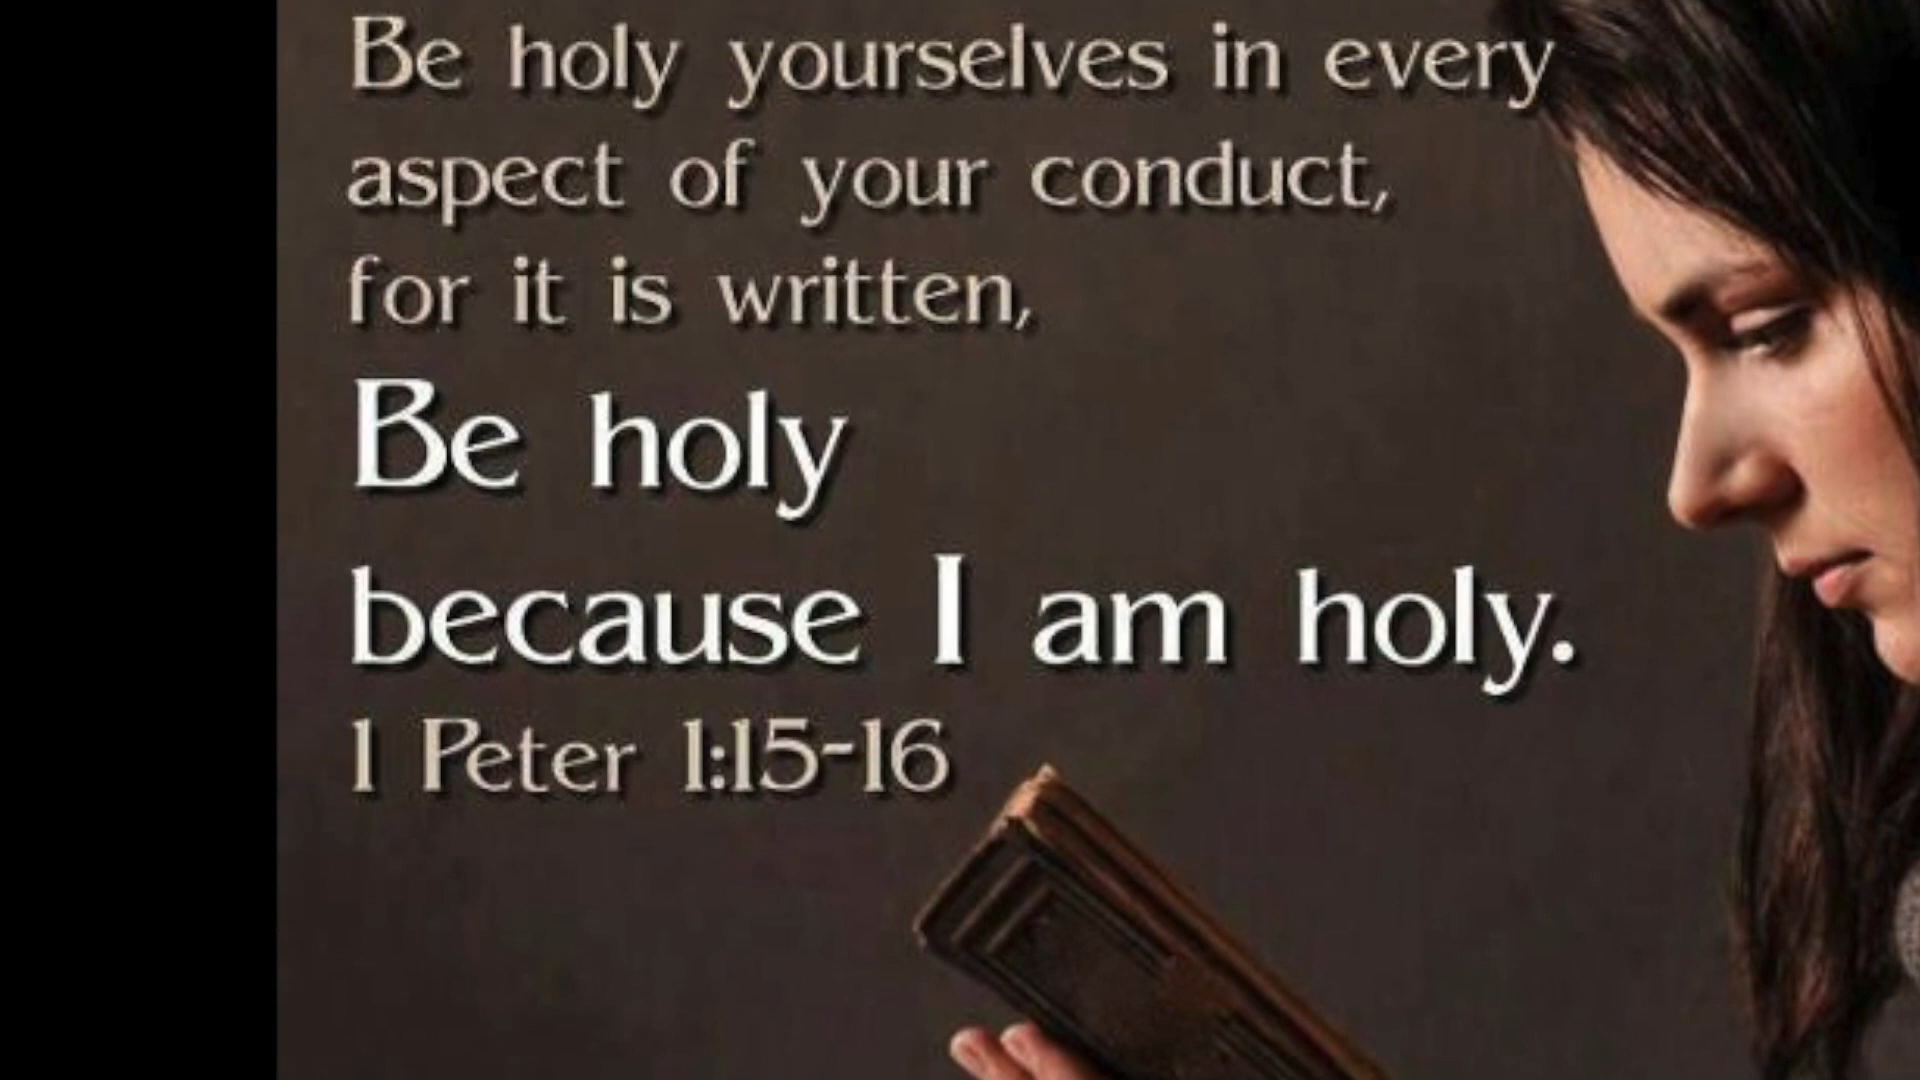 Be holy yourselves in every
aspect of your conduct,
for it is written,
Be holy
because I am holy.
1 Peter 1:15-16